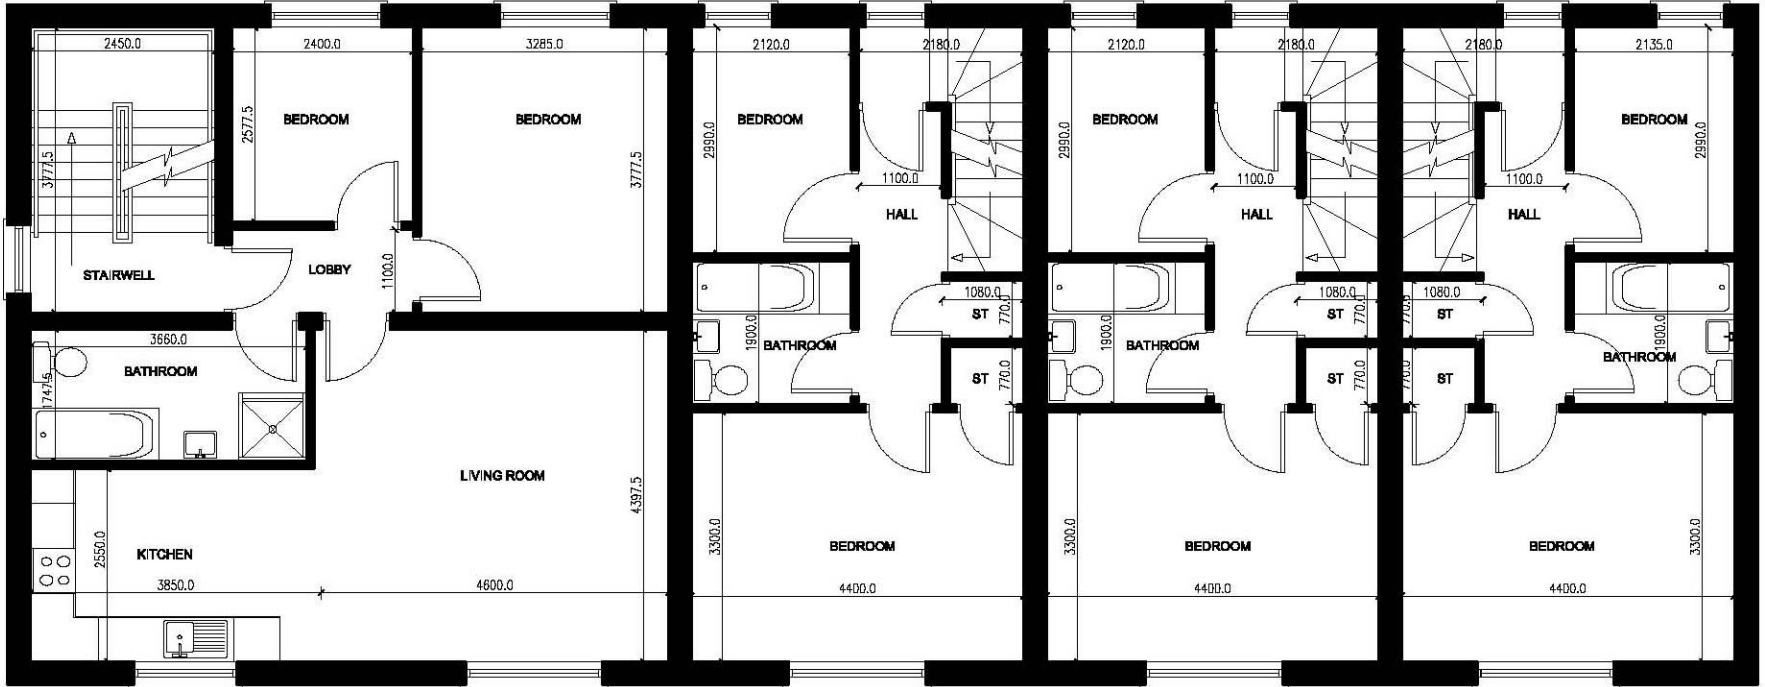 2450.0
2400.0
3285.0
2120.0
2180.0
2120.0
2180.0
2180.0
2135.0
2577.5
BEDROOM
BEDROOM
BEDROOM
BEDROOM
BEDROOM
3777.5
3777.5
2990.0
2990.0
2990.0
1100.0
1100.0
1100.0
HALL
HALL
HALL
STAIRWELL
LOBBY
1100.0
1080.0
1080.0
1080.0
ST
770.0
ST
770.0
770.0
ST
3660.0
BATHROOM
1747.5
1900.0
BATHROOM
1900.0
BATHROOM
1900.0
BATHROOM
ST
770.0
ST
770.0
770.0
ST
LIVING ROOM
4397.5
KITCHEN
2550.0
3850.0
4600.0
3300.0
BEDROOM
4400.0
3300.0
BEDROOM
4400.0
BEDROOM
3300.0
4400.0